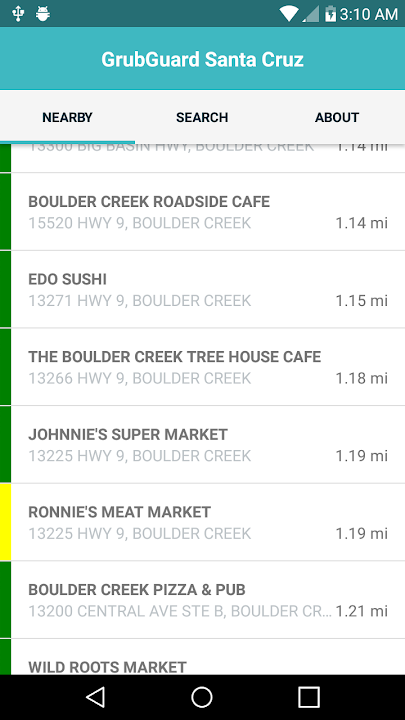 3:10 AM
GrubGuard Santa Cruz
NEARBY SEARCH ABOUT
13300 BIG BASIN HWY, BOULDER CREEK 1.14 mi
BOULDER CREEK ROADSIDE CAFE
15520 HWY 9, BOULDER CREEK 1.14 mi
EDO SUSHI
13271 HWY 9, BOULDER CREEK 1.15 mi
THE BOULDER CREEK TREE HOUSE CAFE
13266 HWY 9, BOULDER CREEK 1.18 mi
JOHNNIE'S SUPER MARKET
13225 HWY 9, BOULDER CREEK 1.19 mi
RONNIE'S MEAT MARKET
13225 HWY 9, BOULDER CREEK 1.19 mi
BOULDER CREEK PIZZA & PUB
13200 CENTRAL AVE STE B, BOULDER CR... 1.21 mi
WILD ROOTS MARKET